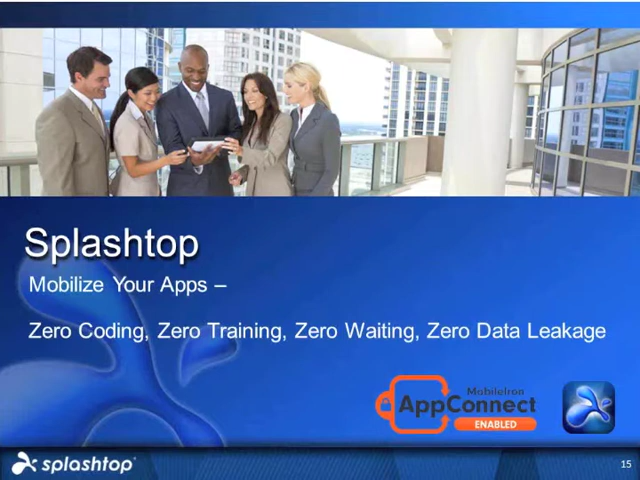 Splashtop
Mobilize Your Apps –
Zero Coding, Zero Training, Zero Waiting, Zero Data Leakage
MobileIron
AppConnect
ENABLED
splashtop
15